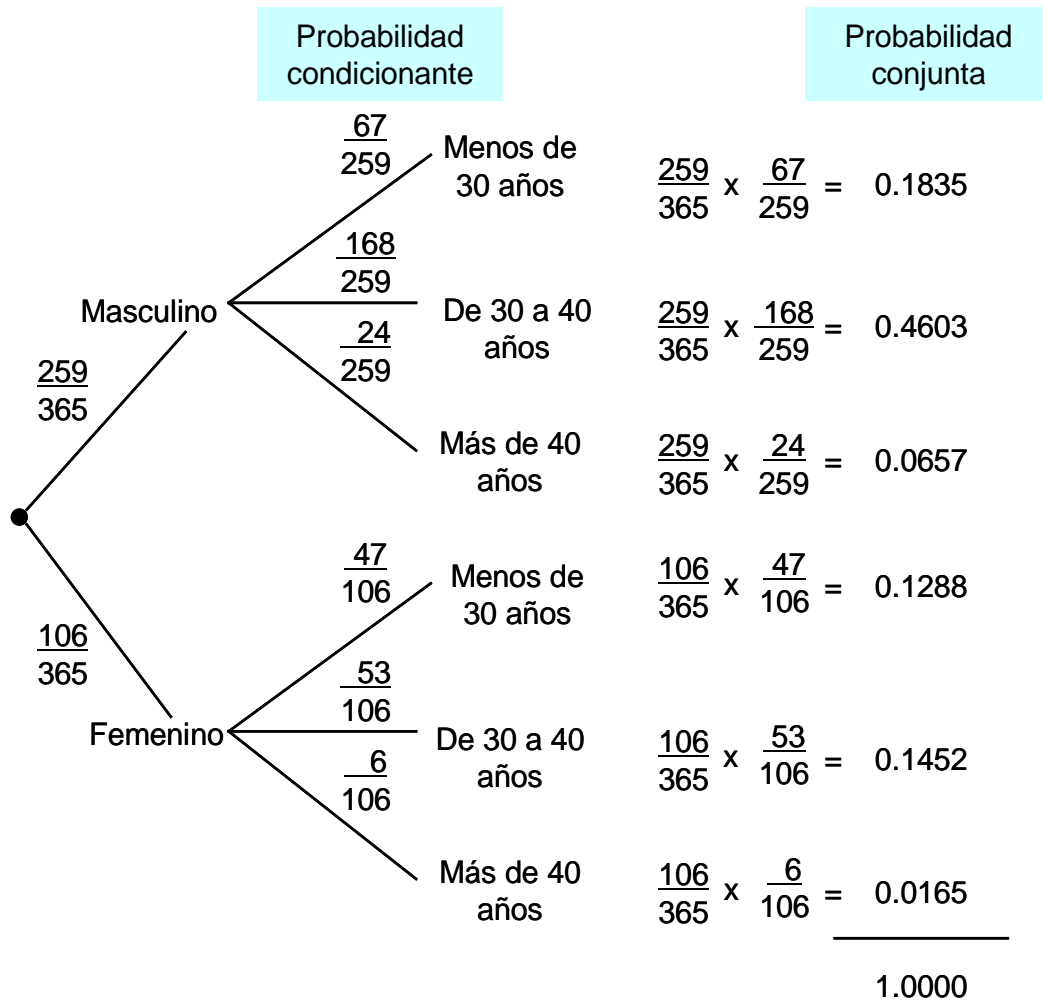 Probabilidad
condicionante
Probabilidad
conjunta
67
259
Menos de
30 años
259
365
x
67
259
=
0.1835
Masculino
168
259
De 30 a 40
años
259
365
x
168
259
=
0.4603
24
259
Más de 40
años
259
365
x
24
259
=
0.0657
259
365
106
365
Femenino
47
106
Menos de
30 años
106
365
x
47
106
=
0.1288
53
106
De 30 a 40
años
106
365
x
53
106
=
0.1452
6
106
Más de 40
años
106
365
x
6
106
=
0.0165
1.0000